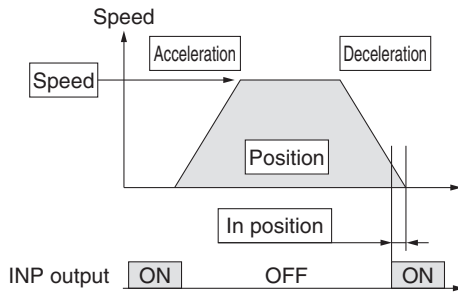 Speed
Acceleration
Deceleration
Speed
Position
In position
INP output
ON
OFF
ON